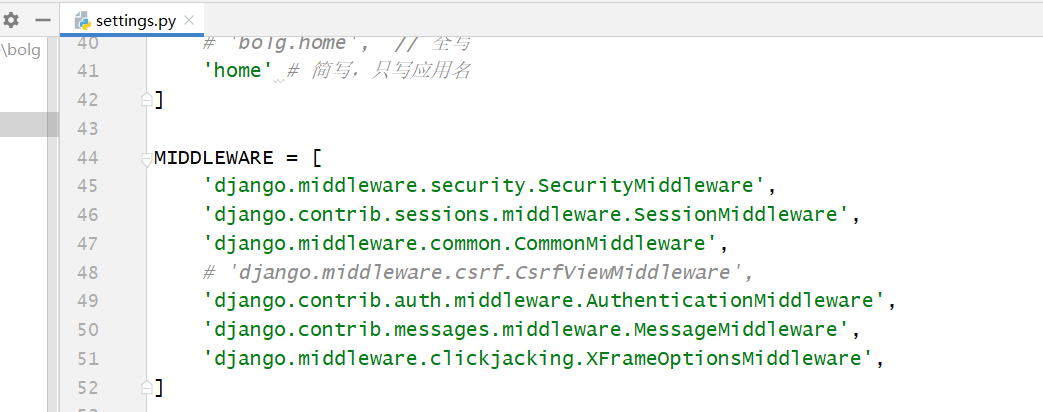 settings.py
\bolg
40 # 'bolg.home', // 全写
41 'home' # 简写，只写应用名
42 ]
43
44 MIDDLEWARE = [
45 'django.middleware.security.SecurityMiddleware',
46 'django.contrib.sessions.middleware.SessionMiddleware',
47 'django.middleware.common.CommonMiddleware',
48 # 'django.middleware.csrf.CsrfViewMiddleware',
49 'django.contrib.auth.middleware.AuthenticationMiddleware',
50 'django.contrib.messages.middleware.MessageMiddleware',
51 'django.middleware.clickjacking.XFrameOptionsMiddleware',
52 ]